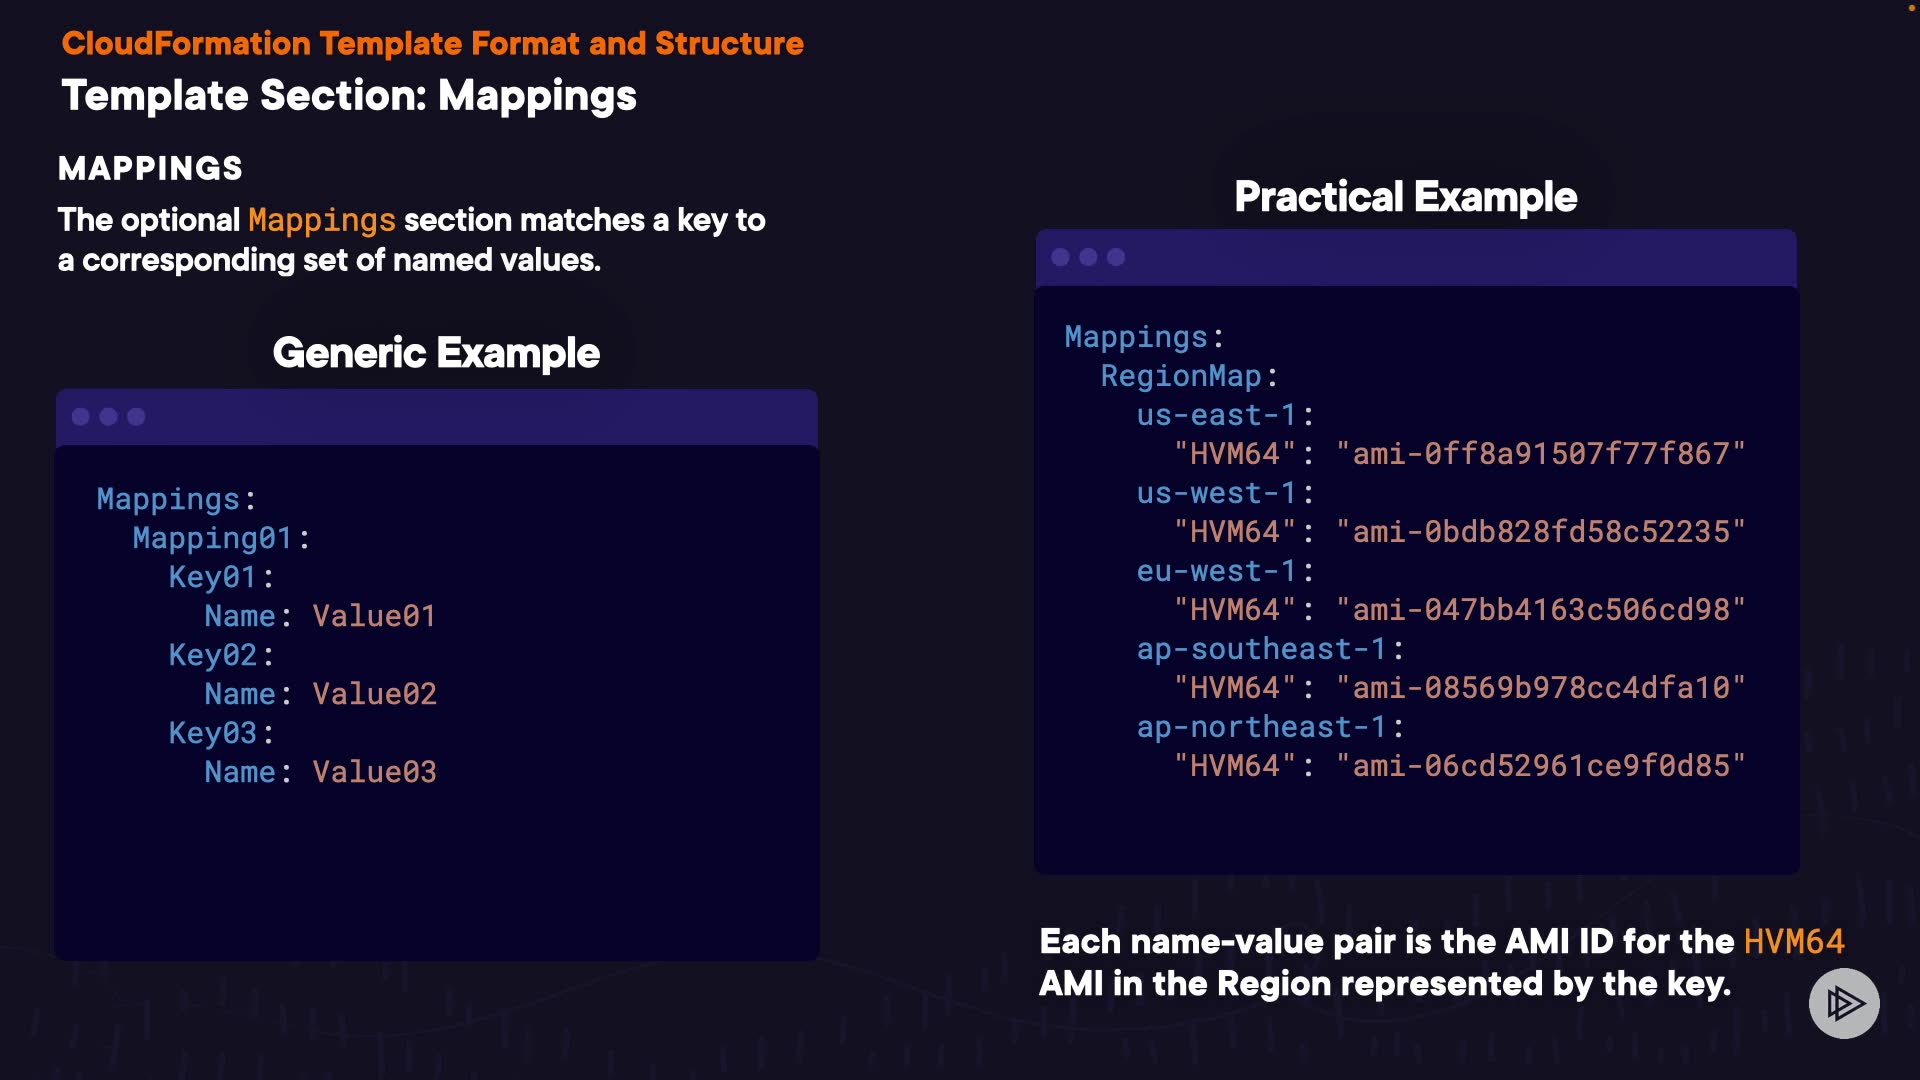 CloudFormation Template Format and Structure
Template Section: Mappings
MAPPINGS
The optional Mappings section matches a key to
a corresponding set of named values.
Generic Example
Mappings:
  Mapping01:
    Key01:
      Name: Value01
    Key02:
      Name: Value02
    Key03:
      Name: Value03
Practical Example
Mappings:
  RegionMap:
    us-east-1:
      "HVM64": "ami-0ff8a91507f77f867"
    us-west-1:
      "HVM64": "ami-0bdb828fd58c52235"
    eu-west-1:
      "HVM64": "ami-047bb4163c506cd98"
    ap-southeast-1:
      "HVM64": "ami-08569b978cc4dfa10"
    ap-northeast-1:
      "HVM64": "ami-06cd52961ce9f0d85"
Each name-value pair is the AMI ID for the HVM64
AMI in the Region represented by the key.